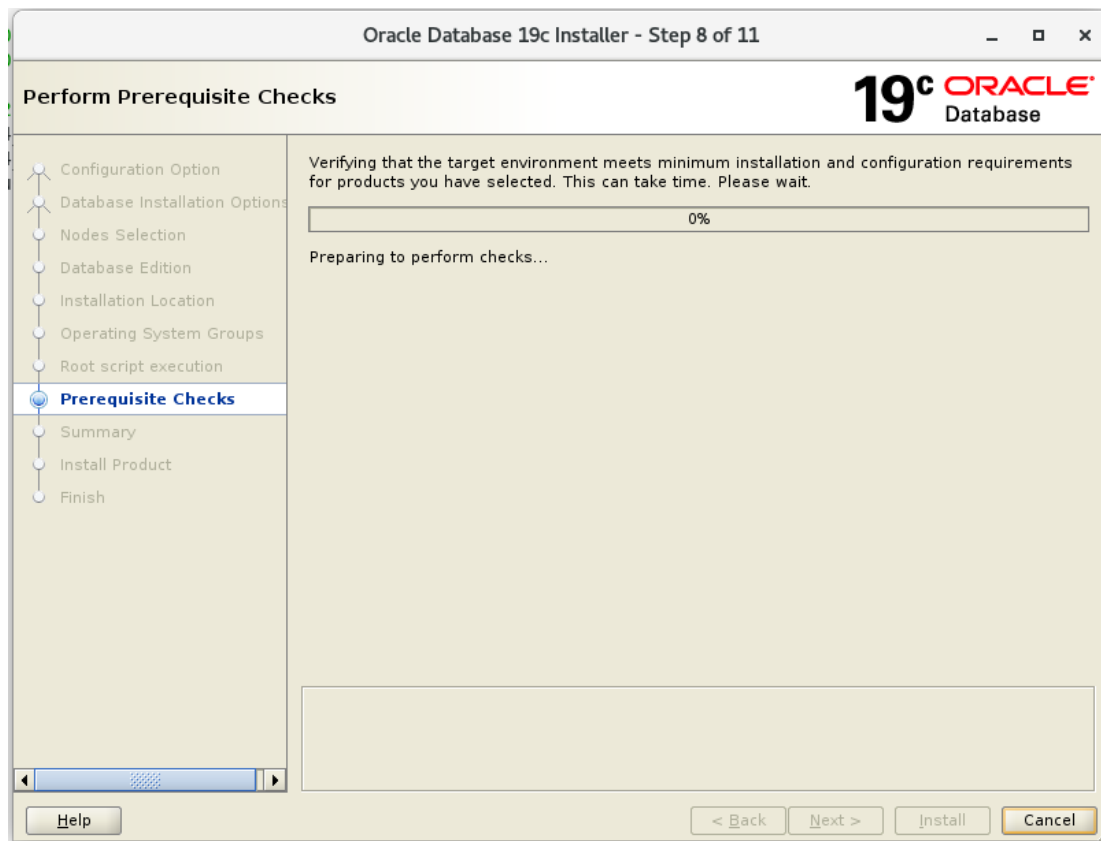 Oracle Database 19c Installer - Step 8 of 11
Perform Prerequisite Checks
19c ORACLE
Database
Configuration Option
Database Installation Options
Nodes Selection
Database Edition
Installation Location
Operating System Groups
Root script execution
Prerequisite Checks
Summary
Install Product
Finish
Verifying that the target environment meets minimum installation and configuration requirements
for products you have selected. This can take time. Please wait.
0%
Preparing to perform checks...
Help
< Back
Next >
Install
Cancel